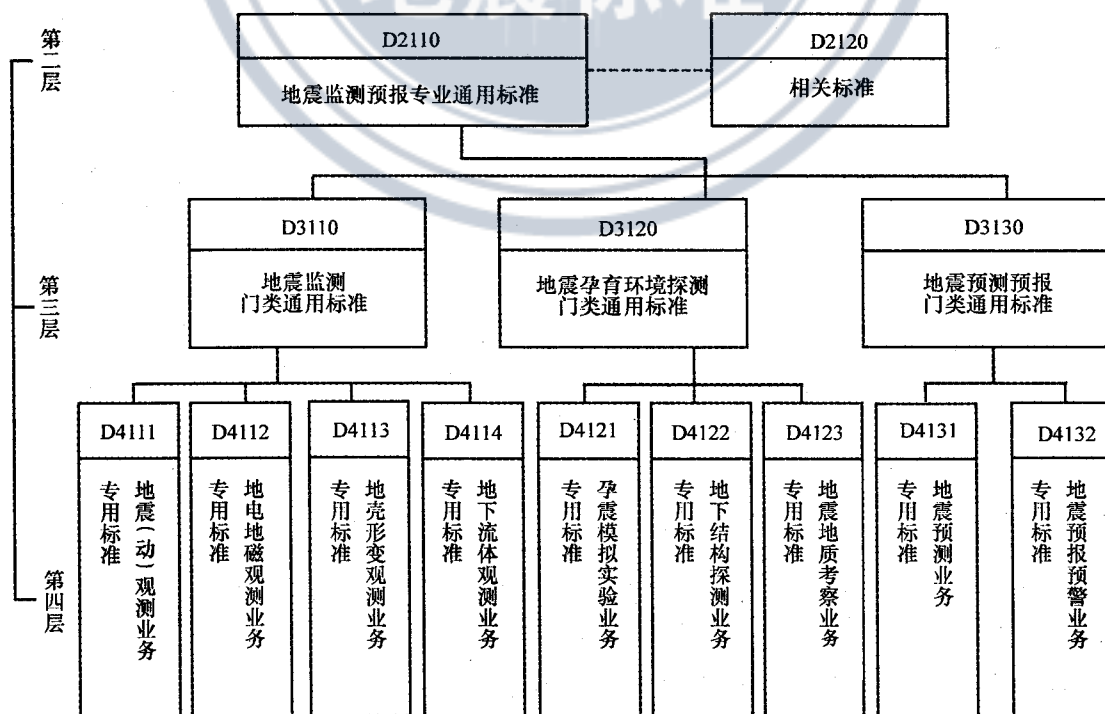 地震标准
第二层
D2110
地震监测预报专业通用标准
D2120
相关标准
第三层
D3110
地震监测
门类通用标准
D3120
地震孕育环境探测
门类通用标准
D3130
地震预测预报
门类通用标准
第四层
D4111
地震(动)观测业务
专用标准
D4112
地电地磁观测业务
专用标准
D4113
地壳形变观测业务
专用标准
D4114
地下流体观测业务
专用标准
D4121
孕震模拟实验业务
专用标准
D4122
地下结构探测业务
专用标准
D4123
地震地质考察业务
专用标准
D4131
地震预测业务
专用标准
D4132
地震预报预警业务
专用标准